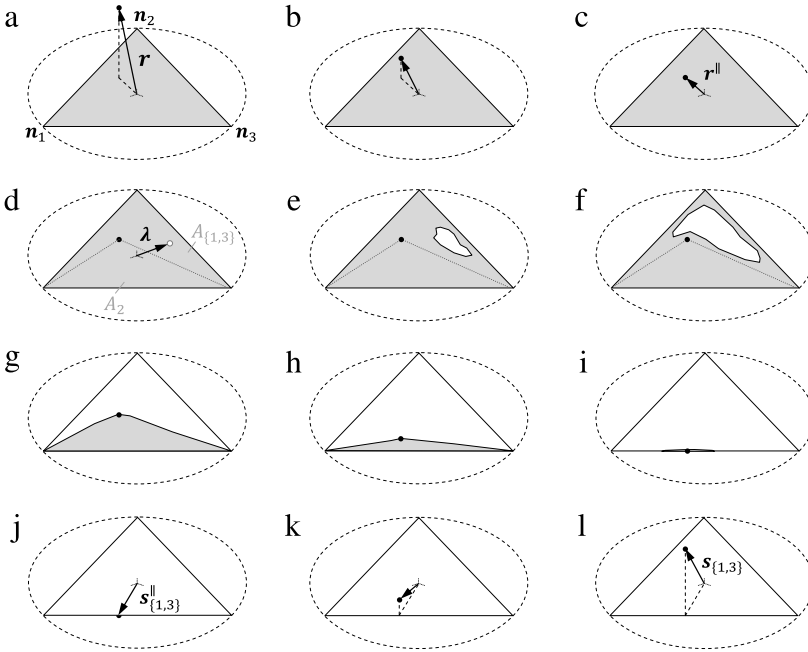 a b c
n₂
r
r∥
n₁ n₃
d e f
λ A{1,3}
A₂
g h i
j k l
s∥{1,3} s{1,3}